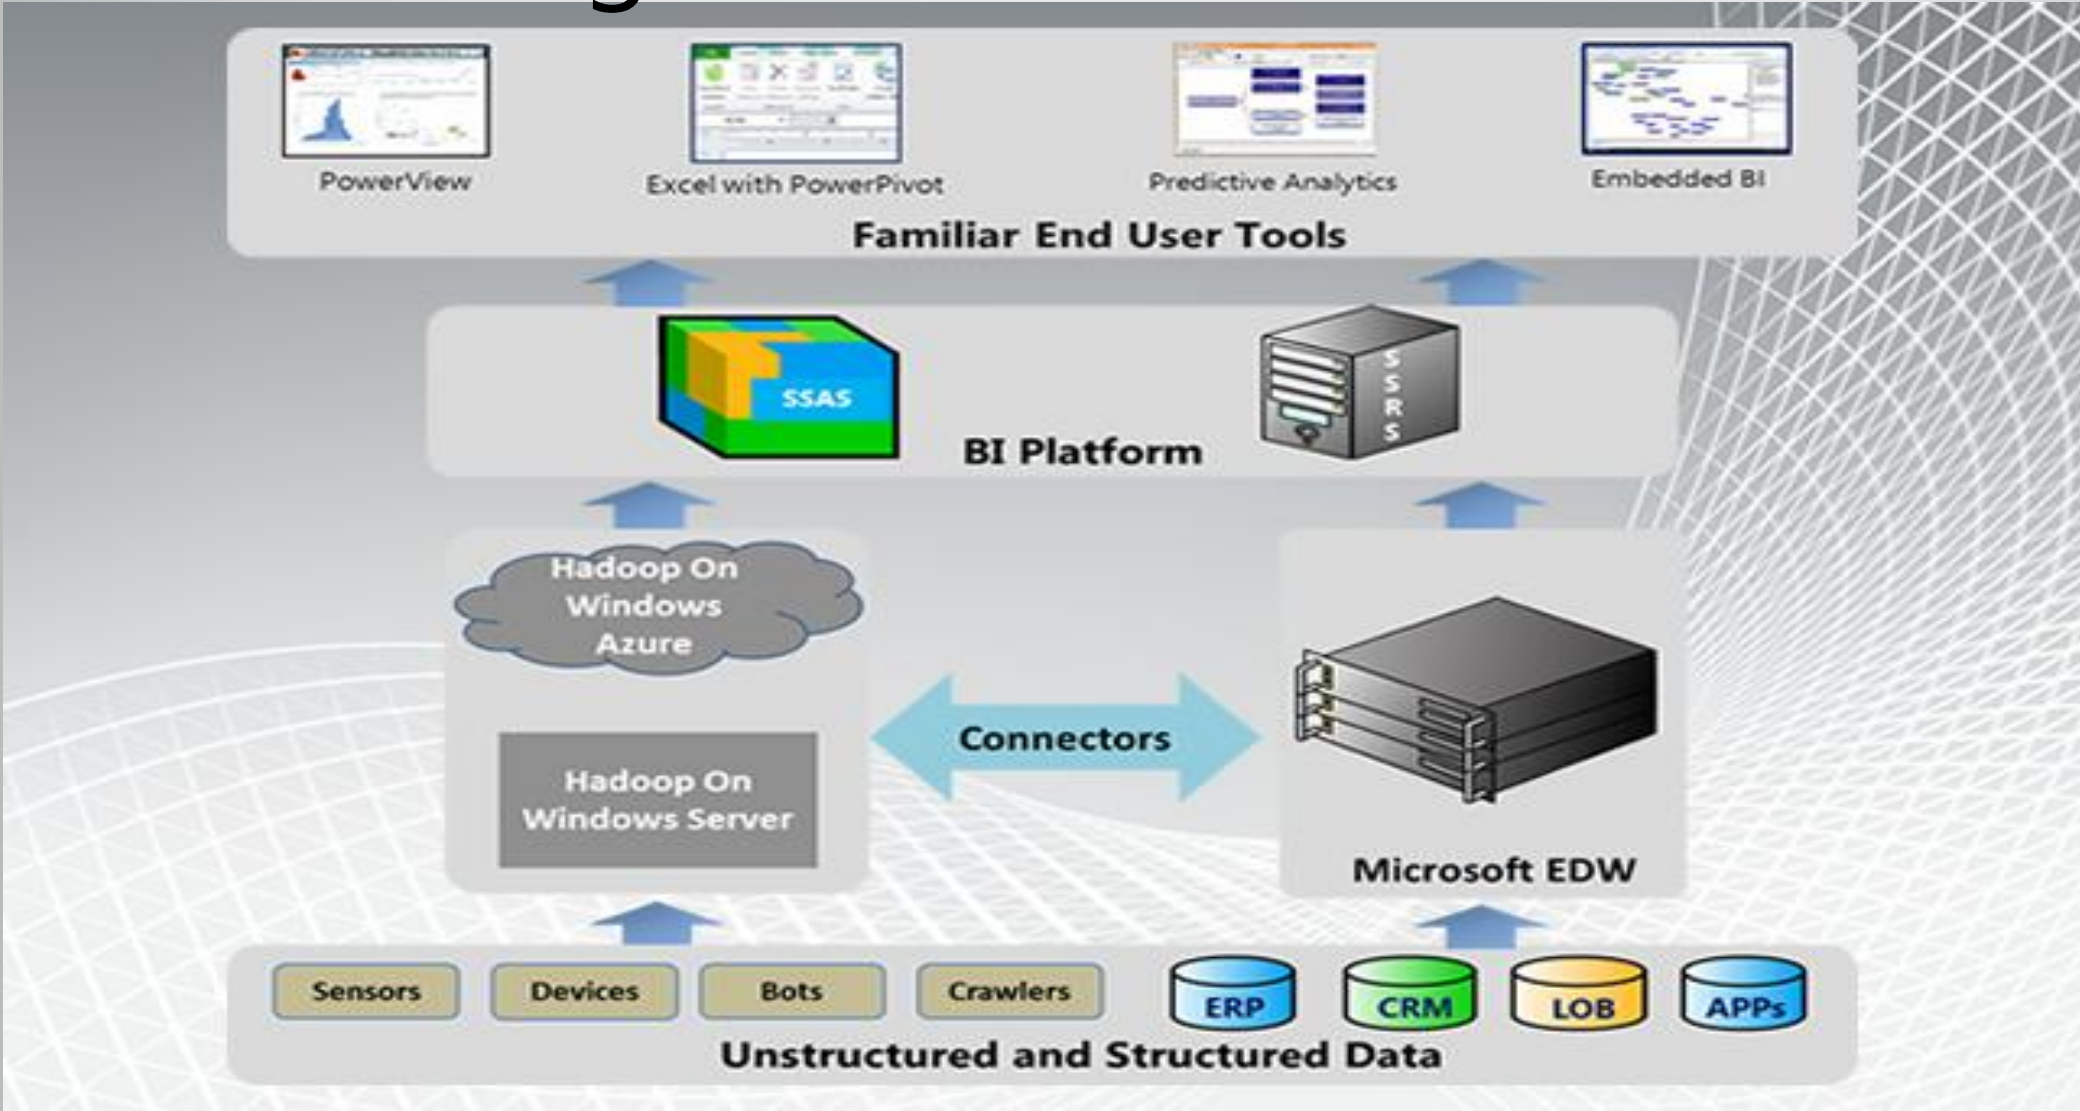 PowerView
Excel with PowerPivot
Predictive Analytics
Embedded BI
Familiar End User Tools
SSAS
SSRS
BI Platform
Hadoop On
Windows
Azure
Hadoop On
Windows Server
Connectors
Microsoft EDW
Sensors
Devices
Bots
Crawlers
ERP
CRM
LOB
APPs
Unstructured and Structured Data